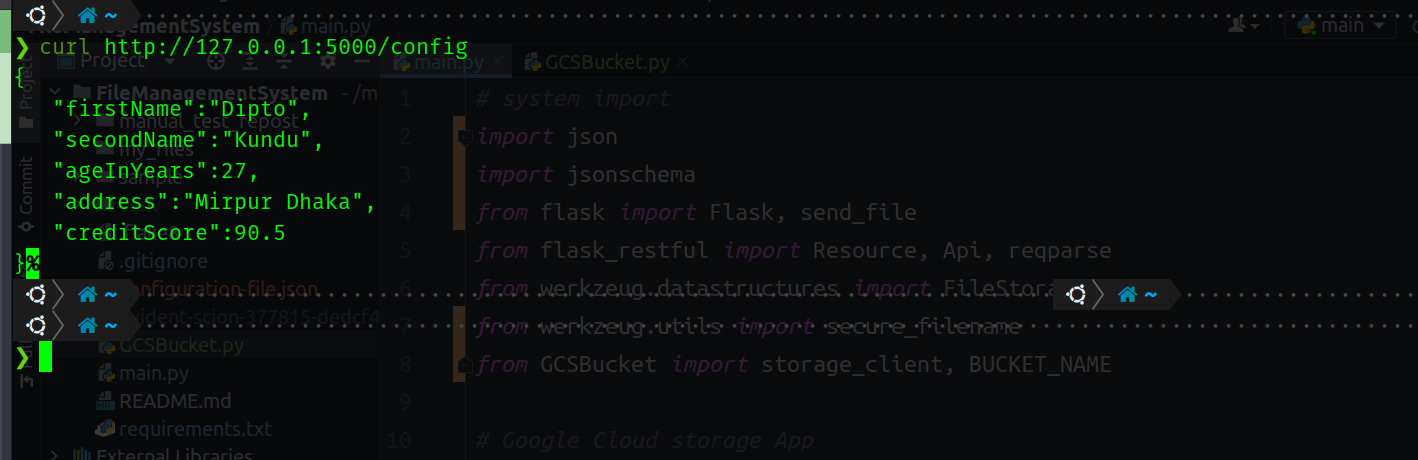 ~
FileManagementSystem main.py main
❯ curl http://127.0.0.1:5000/config
Project
main.py GCSBucket.py
{
FileManagementSystem ~/m
"firstName":"Dipto",
manual_test_repost
"secondName":"Kundu",
my_files
"ageInYears":27,
sample
"address":"Mirpur Dhaka",
"creditScore":90.5
.gitignore
}%
~ ~
configuration-file.json
~
-scion-377815-dedcf4
❯
GCSBucket.py
main.py
README.md
requirements.txt
External Libraries
Project
Commit
1 # system import
2 import json
3 import jsonschema
4 from flask import Flask, send_file
5 from flask_restful import Resource, Api, reqparse
6 from werkzeug.datastructures import FileStora
7 from werkzeug.utils import secure_filename
8 from GCSBucket import storage_client, BUCKET_NAME
9
10 # Google Cloud storage App